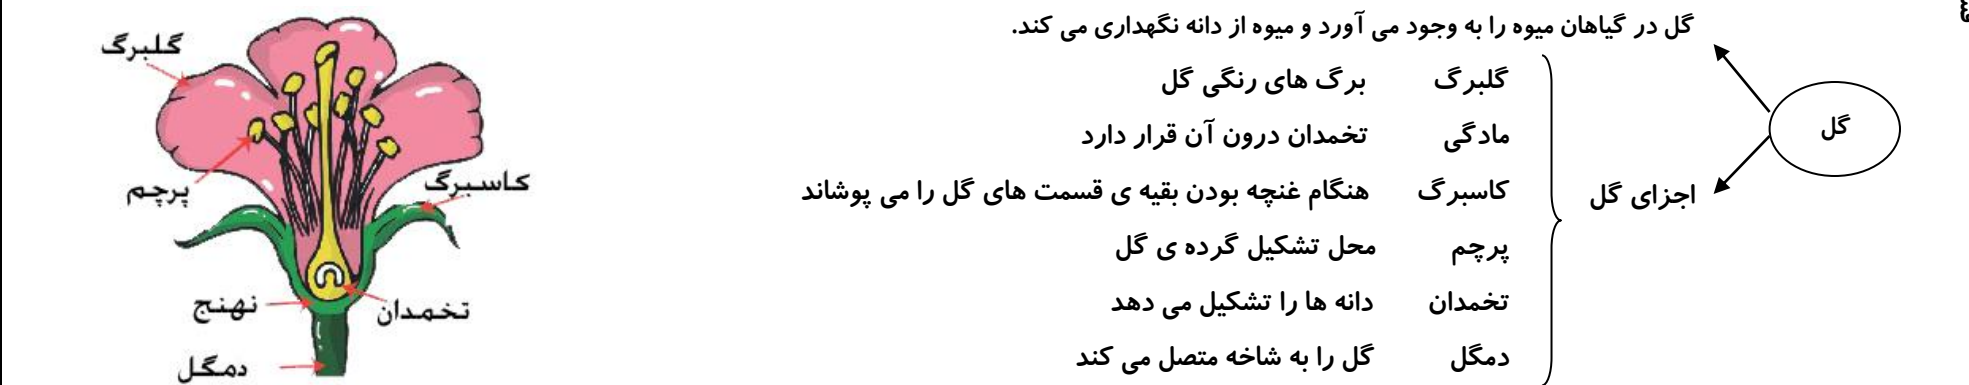 گل در گیاهان میوه را به وجود می آورد و میوه از دانه نگهداری می کند.
گل
اجزای گل
گلبرگ برگ های رنگی گل
مادگی تخمدان درون آن قرار دارد
کاسبرگ هنگام غنچه بودن بقیه ی قسمت های گل را می پوشاند
پرچم محل تشکیل گرده ی گل
تخمدان دانه ها را تشکیل می دهد
دمگل گل را به شاخه متصل می کند
گلبرگ
پرچم
کاسبرگ
نهنج
تخمدان
دمگل